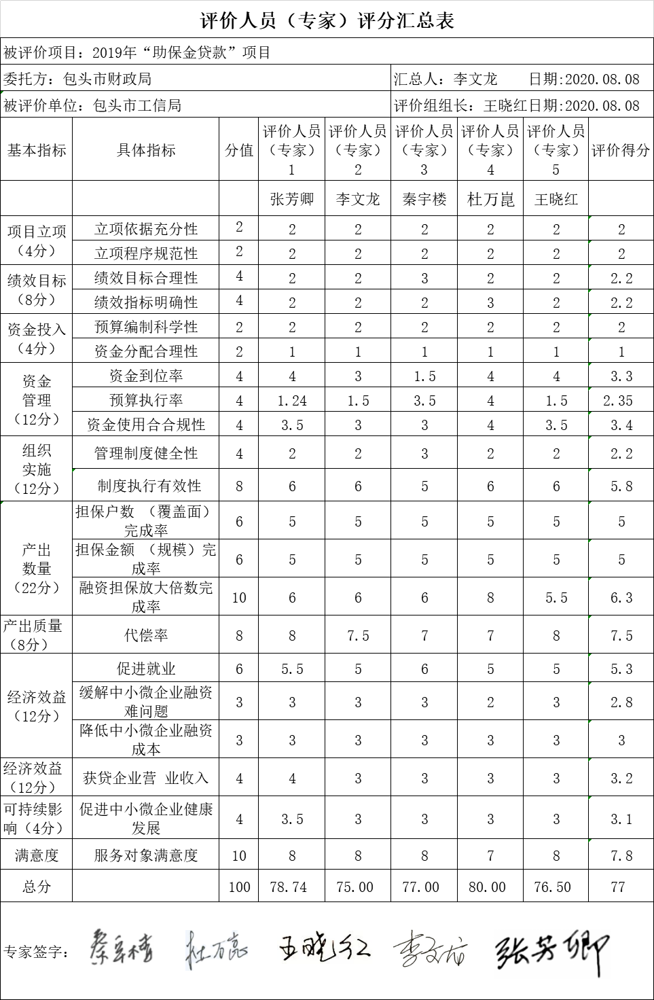 评价人员（专家）评分汇总表
被评价项目：2019年“助保金贷款”项目
委托方：包头市财政局 汇总人：李文龙 日期:2020.08.08
被评价单位：包头市工信局 评价组组长：王晓红日期:2020.08.08
基本指标 具体指标 分值 评价人员（专家）1 评价人员（专家）2 评价人员（专家）3 评价人员（专家）4 评价人员（专家）5 评价得分
张芳卿 李文龙 秦宇楼 杜万崑 王晓红
项目立项（4分） 立项依据充分性 2 2 2 2 2 2 2
立项程序规范性 2 2 2 2 2 2 2
绩效目标（8分） 绩效目标合理性 4 2 2 3 2 2 2.2
绩效指标明确性 4 2 2 2 3 2 2.2
资金投入（4分） 预算编制科学性 2 2 2 2 2 2 2
资金分配合理性 2 1 1 1 1 1 1
资金管理（12分） 资金到位率 4 4 3 1.5 4 4 3.3
预算执行率 4 1.24 1.5 3.5 4 1.5 2.35
资金使用合合规性 4 3.5 3 3 4 3.5 3.4
组织实施（12分） 管理制度健全性 4 2 2 3 2 2 2.2
制度执行有效性 8 6 6 5 6 6 5.8
产出数量（22分） 担保户数 （覆盖面）完成率 6 5 5 5 5 5 5
担保金额 （规模）完成率 6 5 5 5 5 5 5
融资担保放大倍数完成率 10 6 6 6 8 5.5 6.3
产出质量（8分） 代偿率 8 8 7.5 7 7 8 7.5
经济效益（12分） 促进就业 6 5.5 5 6 5 5 5.3
缓解中小微企业融资难问题 3 3 3 3 2 3 2.8
降低中小微企业融资成本 3 3 3 3 3 3 3
经济效益（12分） 获贷企业营 业收入 4 4 3 3 3 3 3.2
可持续影响（4分） 促进中小微企业健康发展 4 3.5 3 3 3 3 3.1
满意度 服务对象满意度 10 8 8 8 7 8 7.8
总分 100 78.74 75.00 77.00 80.00 76.50 77
专家签字： 秦宇楼 杜万崑 王晓红 李文龙 张芳卿